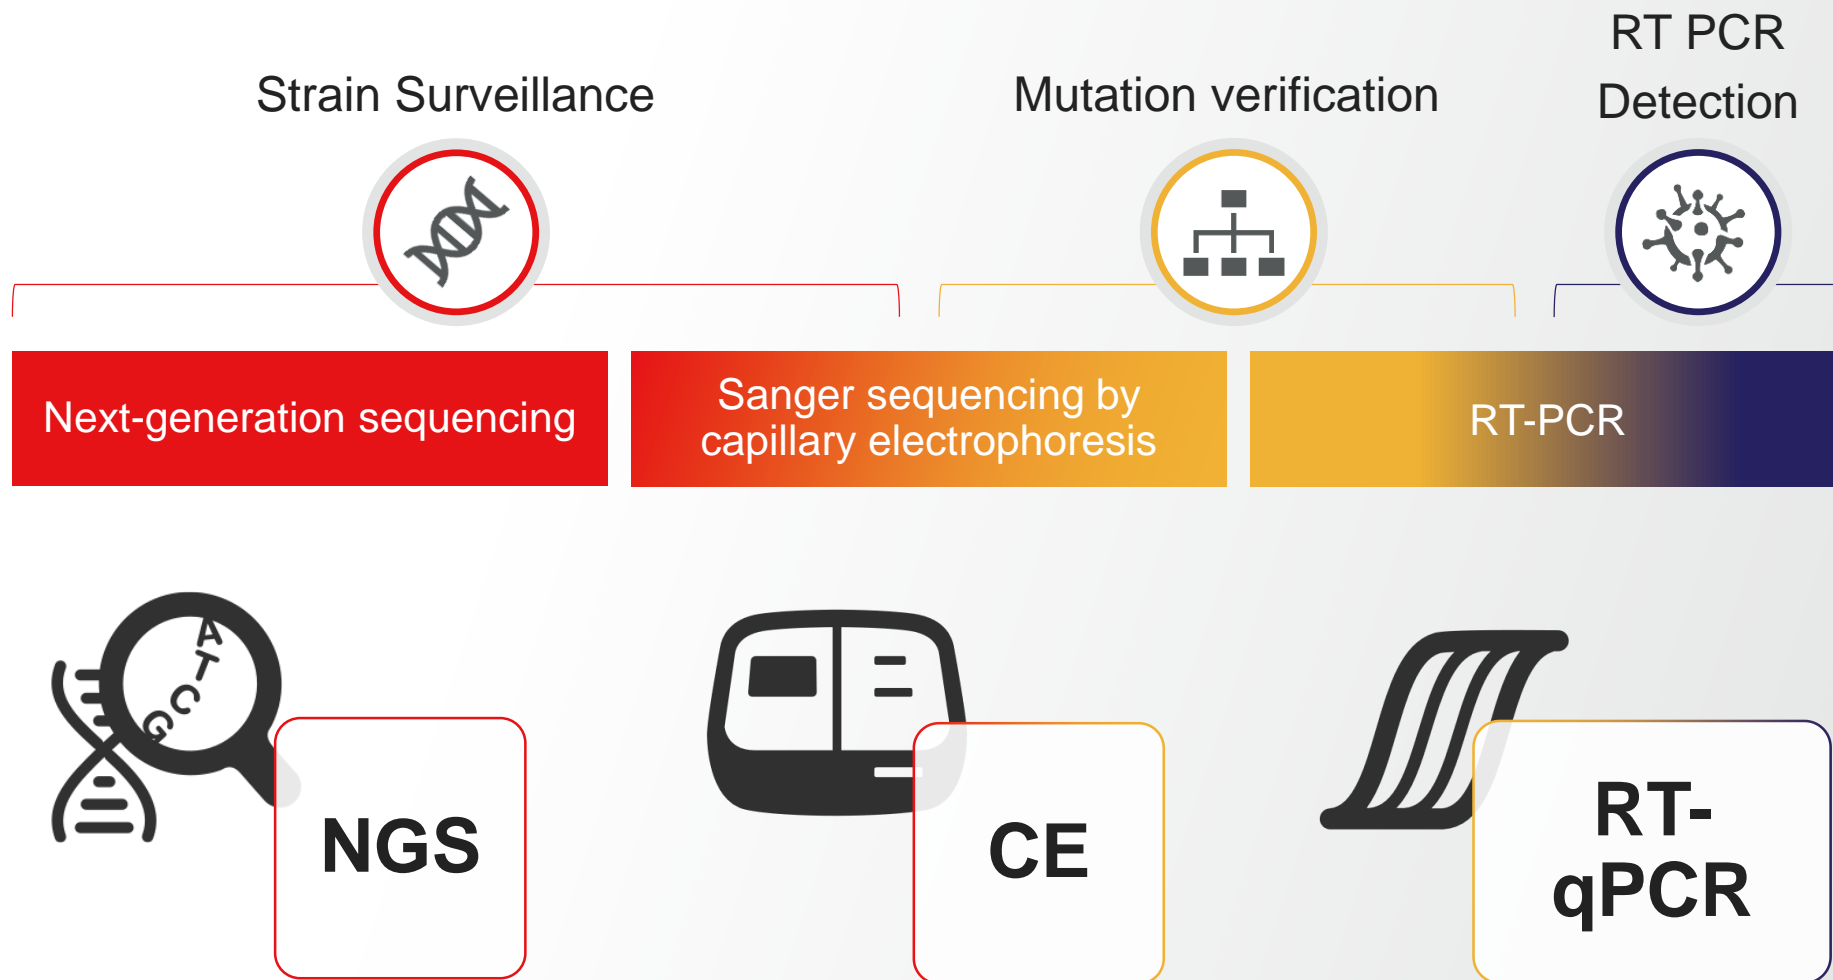 Strain Surveillance
Mutation verification
RT PCR
Detection
Next-generation sequencing
Sanger sequencing by
capillary electrophoresis
RT-PCR
A
T
C
G
NGS
CE
RT-
qPCR